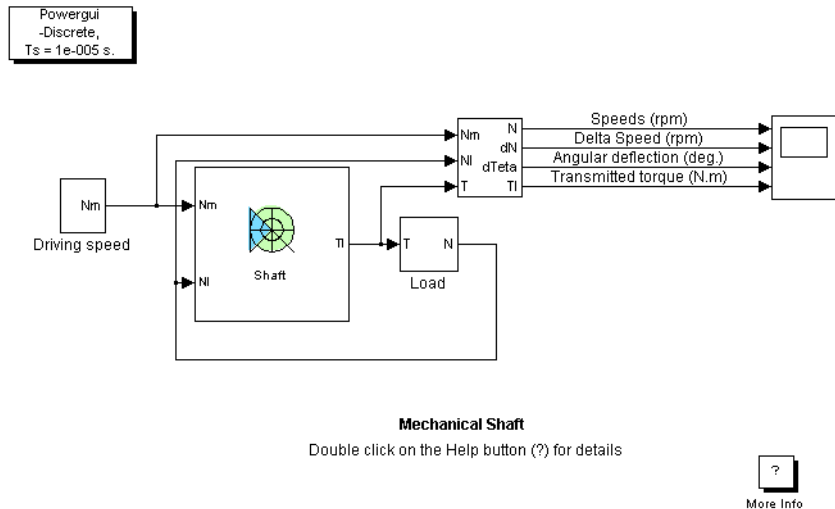 Powergui
-Discrete,
Ts = 1e-005 s.
Nm
Driving speed
Nm
Nl
Tl
Shaft
T
N
Load
Nm
Nl
T
N
dN
dTeta
Tl
Speeds (rpm)
Delta Speed (rpm)
Angular deflection (deg.)
Transmitted torque (N.m)
Mechanical Shaft
Double click on the Help button (?) for details
?
More Info